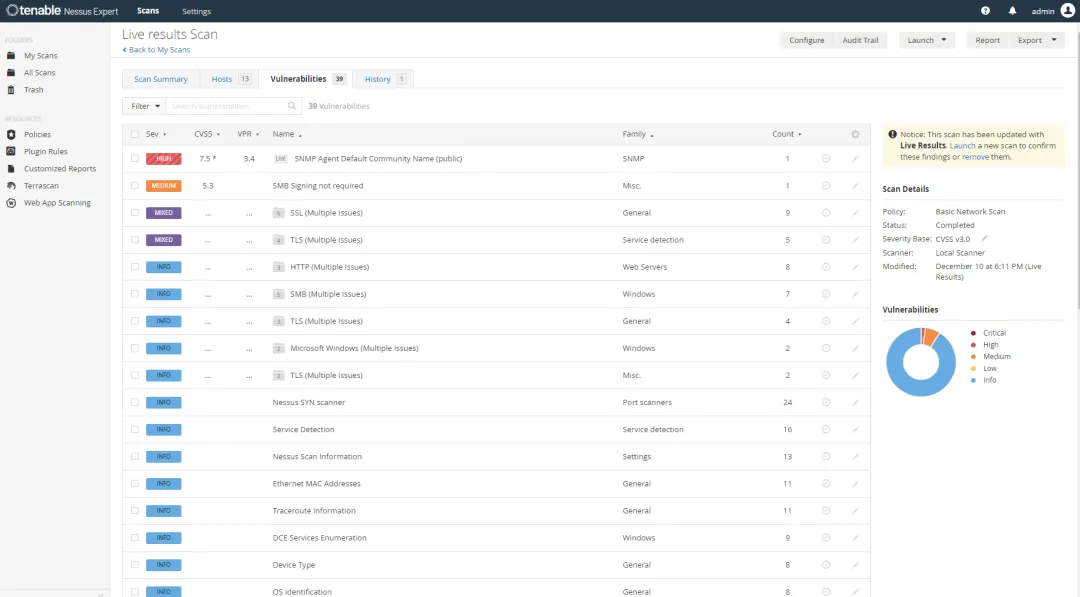 tenable Nessus Expert Scans Settings admin
FOLDERS
My Scans
All Scans
Trash
RESOURCES
Policies
Plugin Rules
Customized Reports
Terrascan
Web App Scanning
Live results Scan
Back to My Scans
Configure Audit Trail Launch Report Export
Scan Summary Hosts 13 Vulnerabilities 39 History 1
Filter Search Vulnerabilities 39 Vulnerabilities
Sev CVSS VPR Name Family Count
HIGH 7.5 * 3.4 LIVE SNMP Agent Default Community Name (public) SNMP 1
MEDIUM 5.3 SMB Signing not required Misc. 1
MIXED ... ... SSL (Multiple Issues) General 9
MIXED ... ... 4 TLS (Multiple Issues) Service detection 5
INFO ... ... 3 HTTP (Multiple Issues) Web Servers 8
INFO ... ... SMB (Multiple Issues) Windows 7
INFO ... ... TLS (Multiple Issues) General 4
INFO ... ... 2 Microsoft Windows (Multiple Issues) Windows 2
INFO ... ... 2 TLS (Multiple Issues) Misc. 2
INFO Nessus SYN scanner Port scanners 24
INFO Service Detection Service detection 16
INFO Nessus Scan Information Settings 13
INFO Ethernet MAC Addresses General 11
INFO Traceroute Information General 11
INFO DCE Services Enumeration Windows 9
INFO Device Type General 8
INFO OS Identification General 8
Notice: This scan has been updated with
Live Results. Launch a new scan to confirm
these findings or remove them.
Scan Details
Policy: Basic Network Scan
Status: Completed
Severity Base: CVSS v3.0
Scanner: Local Scanner
Modified: December 10 at 6:11 PM (Live
Results)
Vulnerabilities
Critical
High
Medium
Low
Info